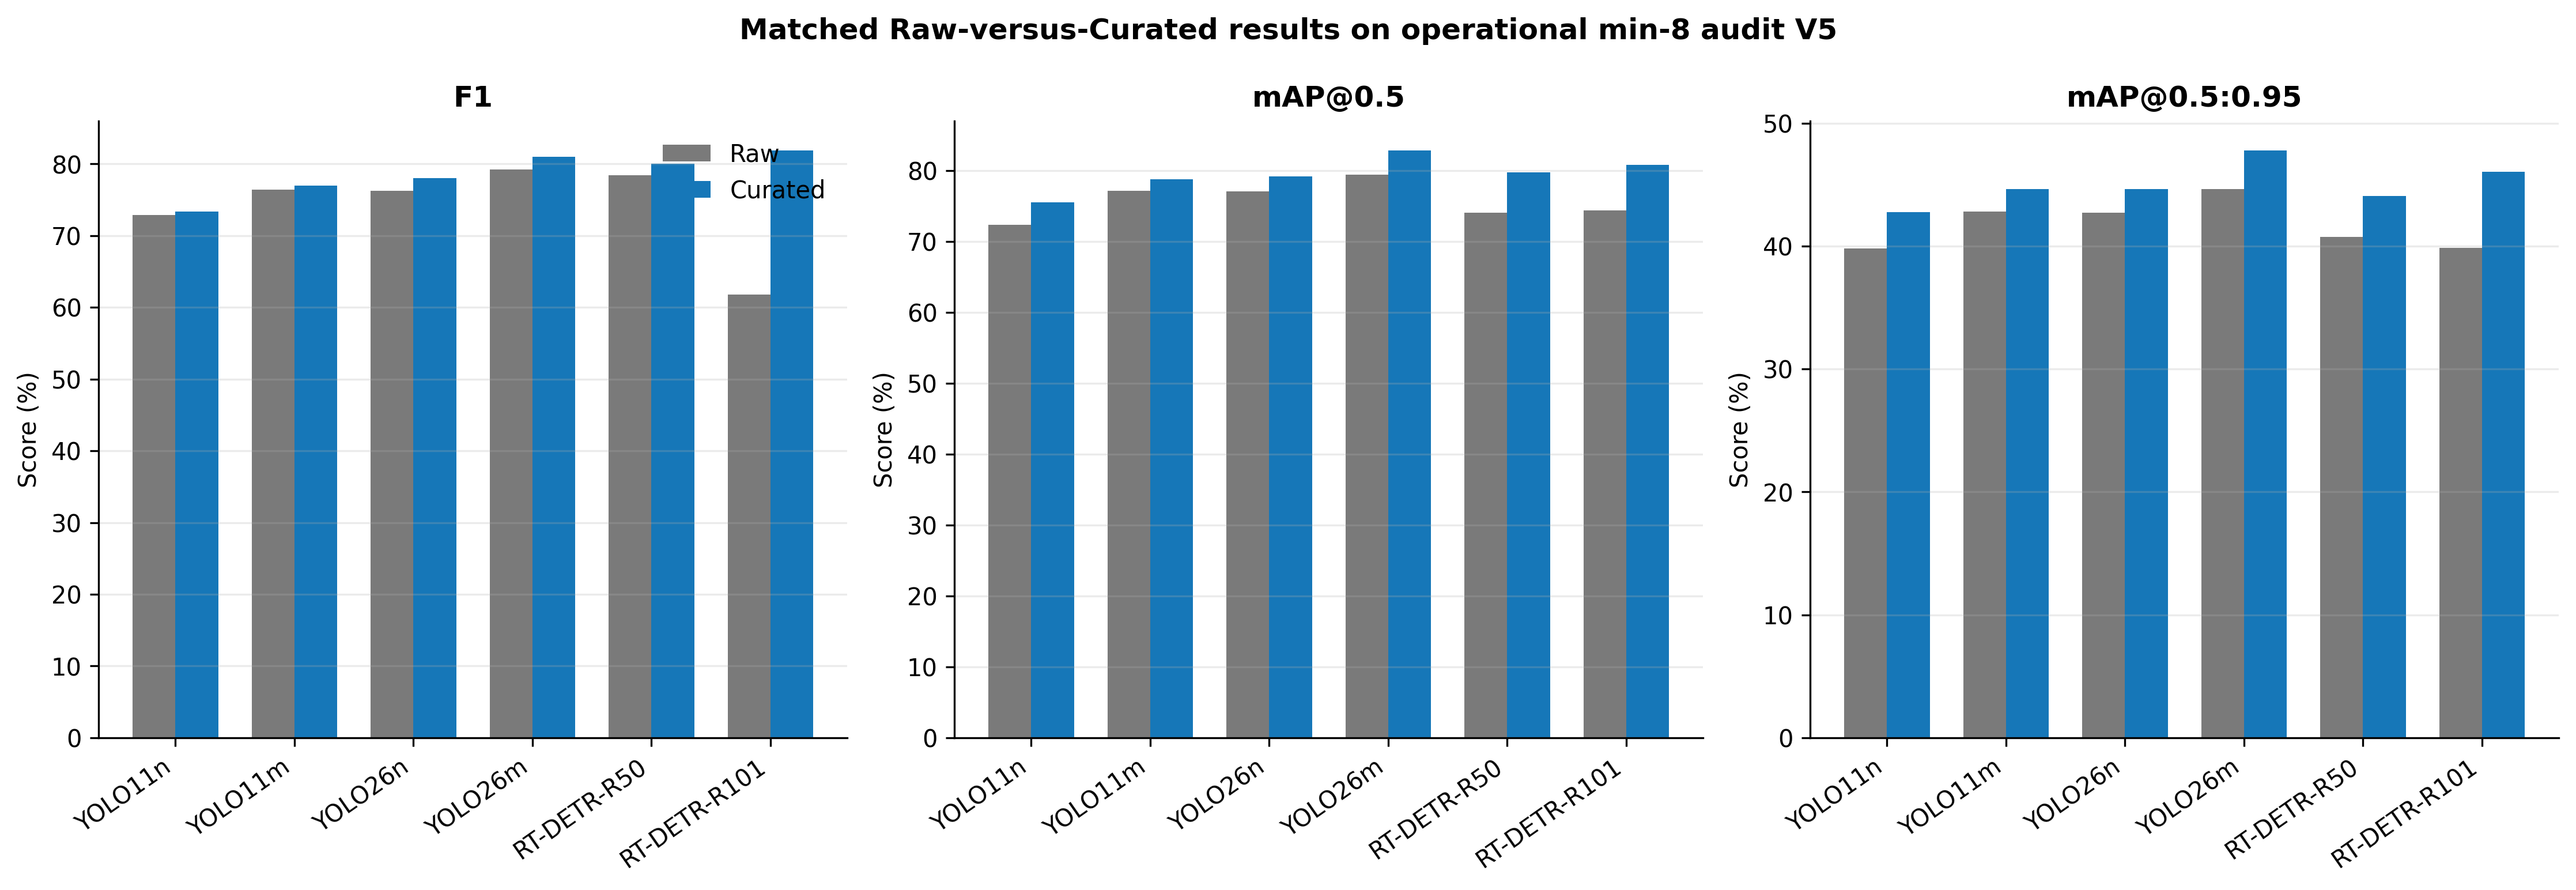 Matched Raw-versus-Curated results on operational min-8 audit V5
F1
Score (%)
80
70
60
50
40
30
20
10
0
Raw
Curated
YOLO11n
YOLO11m
YOLO26n
YOLO26m
RT-DETR-R50
RT-DETR-R101
mAP@0.5
Score (%)
80
70
60
50
40
30
20
10
0
YOLO11n
YOLO11m
YOLO26n
YOLO26m
RT-DETR-R50
RT-DETR-R101
mAP@0.5:0.95
Score (%)
50
40
30
20
10
0
YOLO11n
YOLO11m
YOLO26n
YOLO26m
RT-DETR-R50
RT-DETR-R101